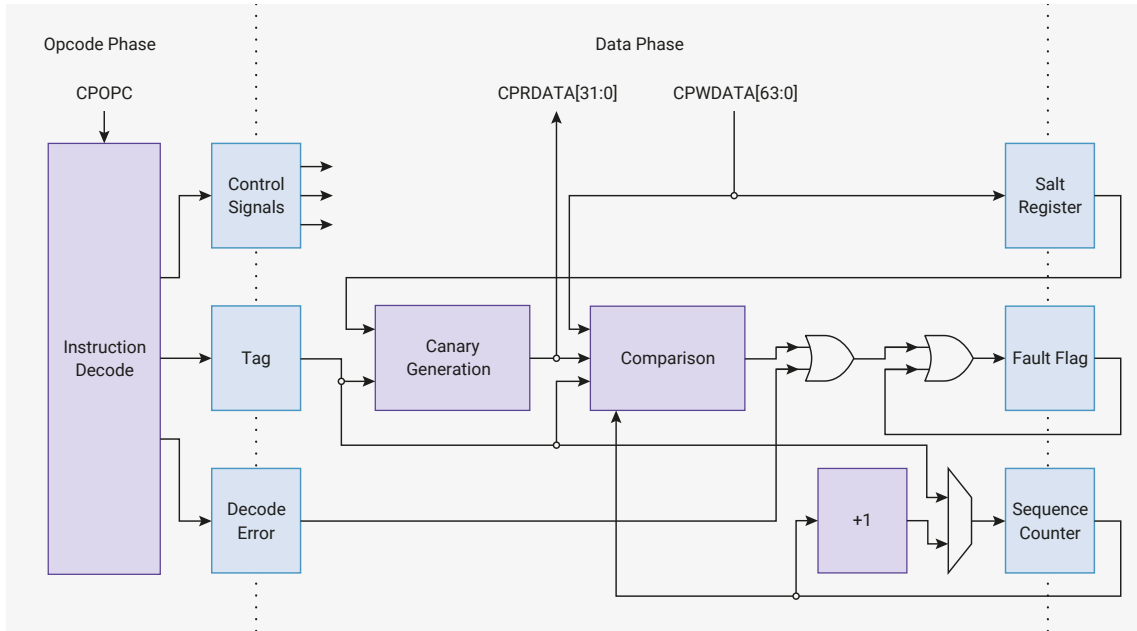 Opcode Phase
Data Phase
CPOPC
CPRDATA[31:0]
CPWDATA[63:0]
Control
Signals
Salt
Register
Instruction
Decode
Tag
Canary
Generation
Comparison
Fault Flag
Decode
Error
+1
Sequence
Counter